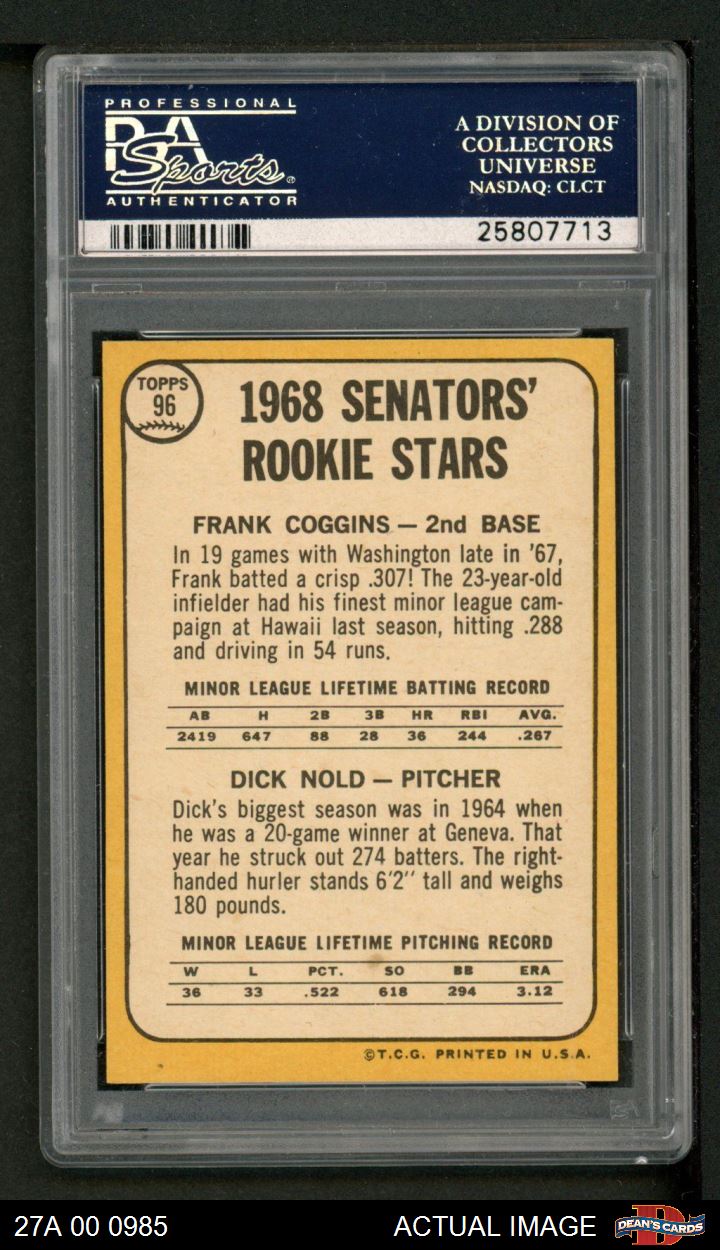 PROFESSIONAL
PSA
Sports
AUTHENTICATOR
A DIVISION OF
COLLECTORS
UNIVERSE
NASDAQ: CLCT
25807713
TOPPS
96
1968 SENATORS'
ROOKIE STARS
FRANK COGGINS — 2nd BASE
In 19 games with Washington late in '67,
Frank batted a crisp .307! The 23-year-old
infielder had his finest minor league cam-
paign at Hawaii last season, hitting .288
and driving in 54 runs.
MINOR LEAGUE LIFETIME BATTING RECORD
AB H 2B 3B HR RBI AVG.
2419 647 88 28 36 244 .267
DICK NOLD — PITCHER
Dick's biggest season was in 1964 when
he was a 20-game winner at Geneva. That
year he struck out 274 batters. The right-
handed hurler stands 6'2'' tall and weighs
180 pounds.
MINOR LEAGUE LIFETIME PITCHING RECORD
W L PCT. SO BB ERA
36 33 .522 618 294 3.12
©T.C.G. PRINTED IN U.S.A.
27A 00 0985
ACTUAL IMAGE
DEAN'S CARDS